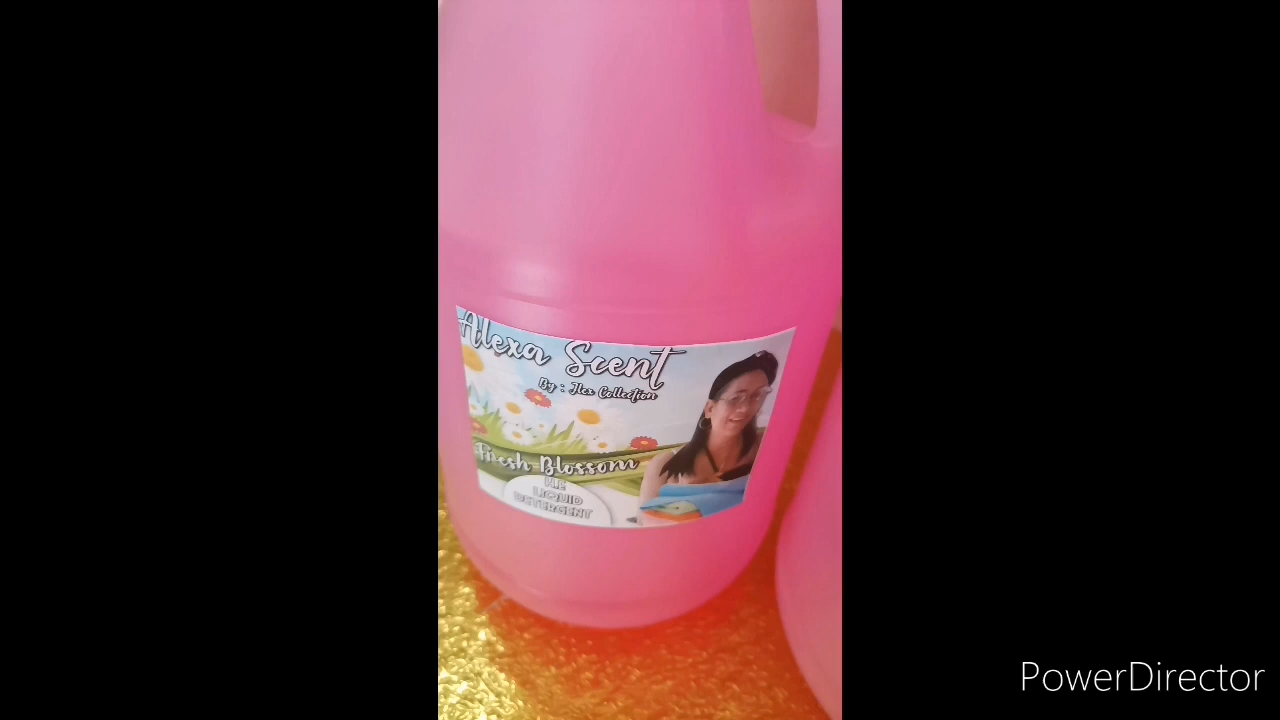 Alexa Scent
By : Jlex Collection
Fresh Blossom
H.E
LIQUID
DETERGENT
PowerDirector